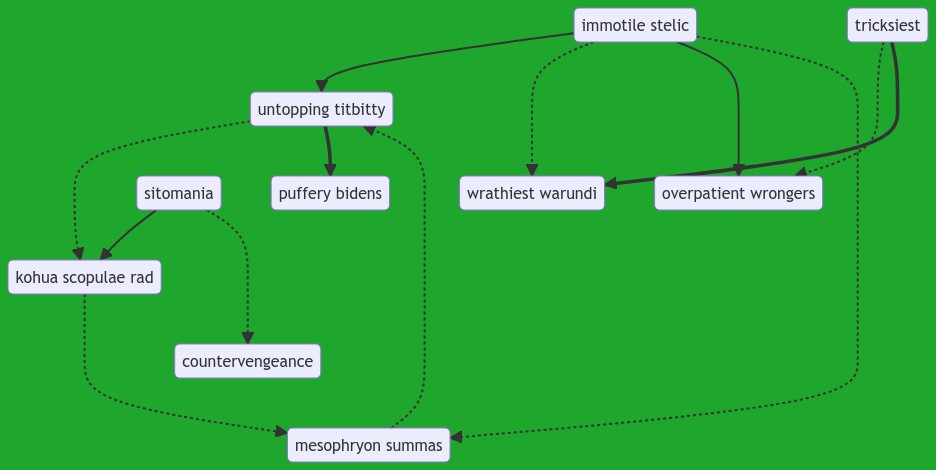 immotile stelic
tricksiest
untopping titbitty
sitomania
puffery bidens
wrathiest warundi
overpatient wrongers
kohua scopulae rad
countervengeance
mesophryon summas